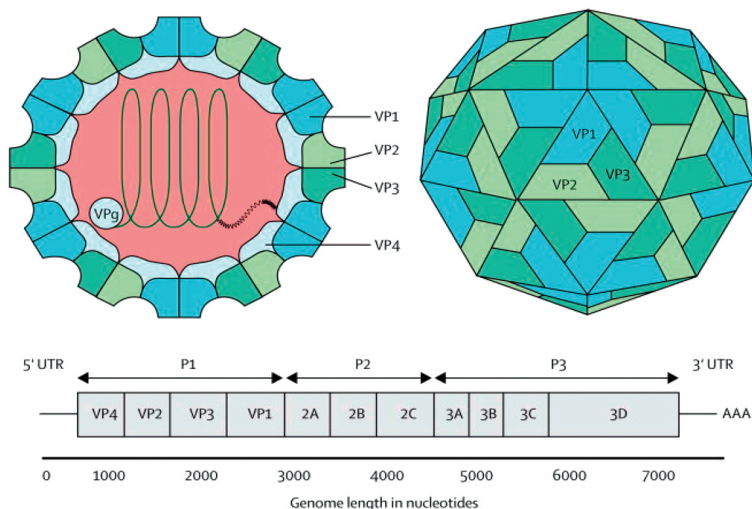 VP1
VP2
VP3
VPg
VP4
VP1
VP2
VP3
5' UTR P1 P2 P3 3' UTR
VP4 VP2 VP3 VP1 2A 2B 2C 3A 3B 3C 3D AAA
0 1000 2000 3000 4000 5000 6000 7000
Genome length in nucleotides